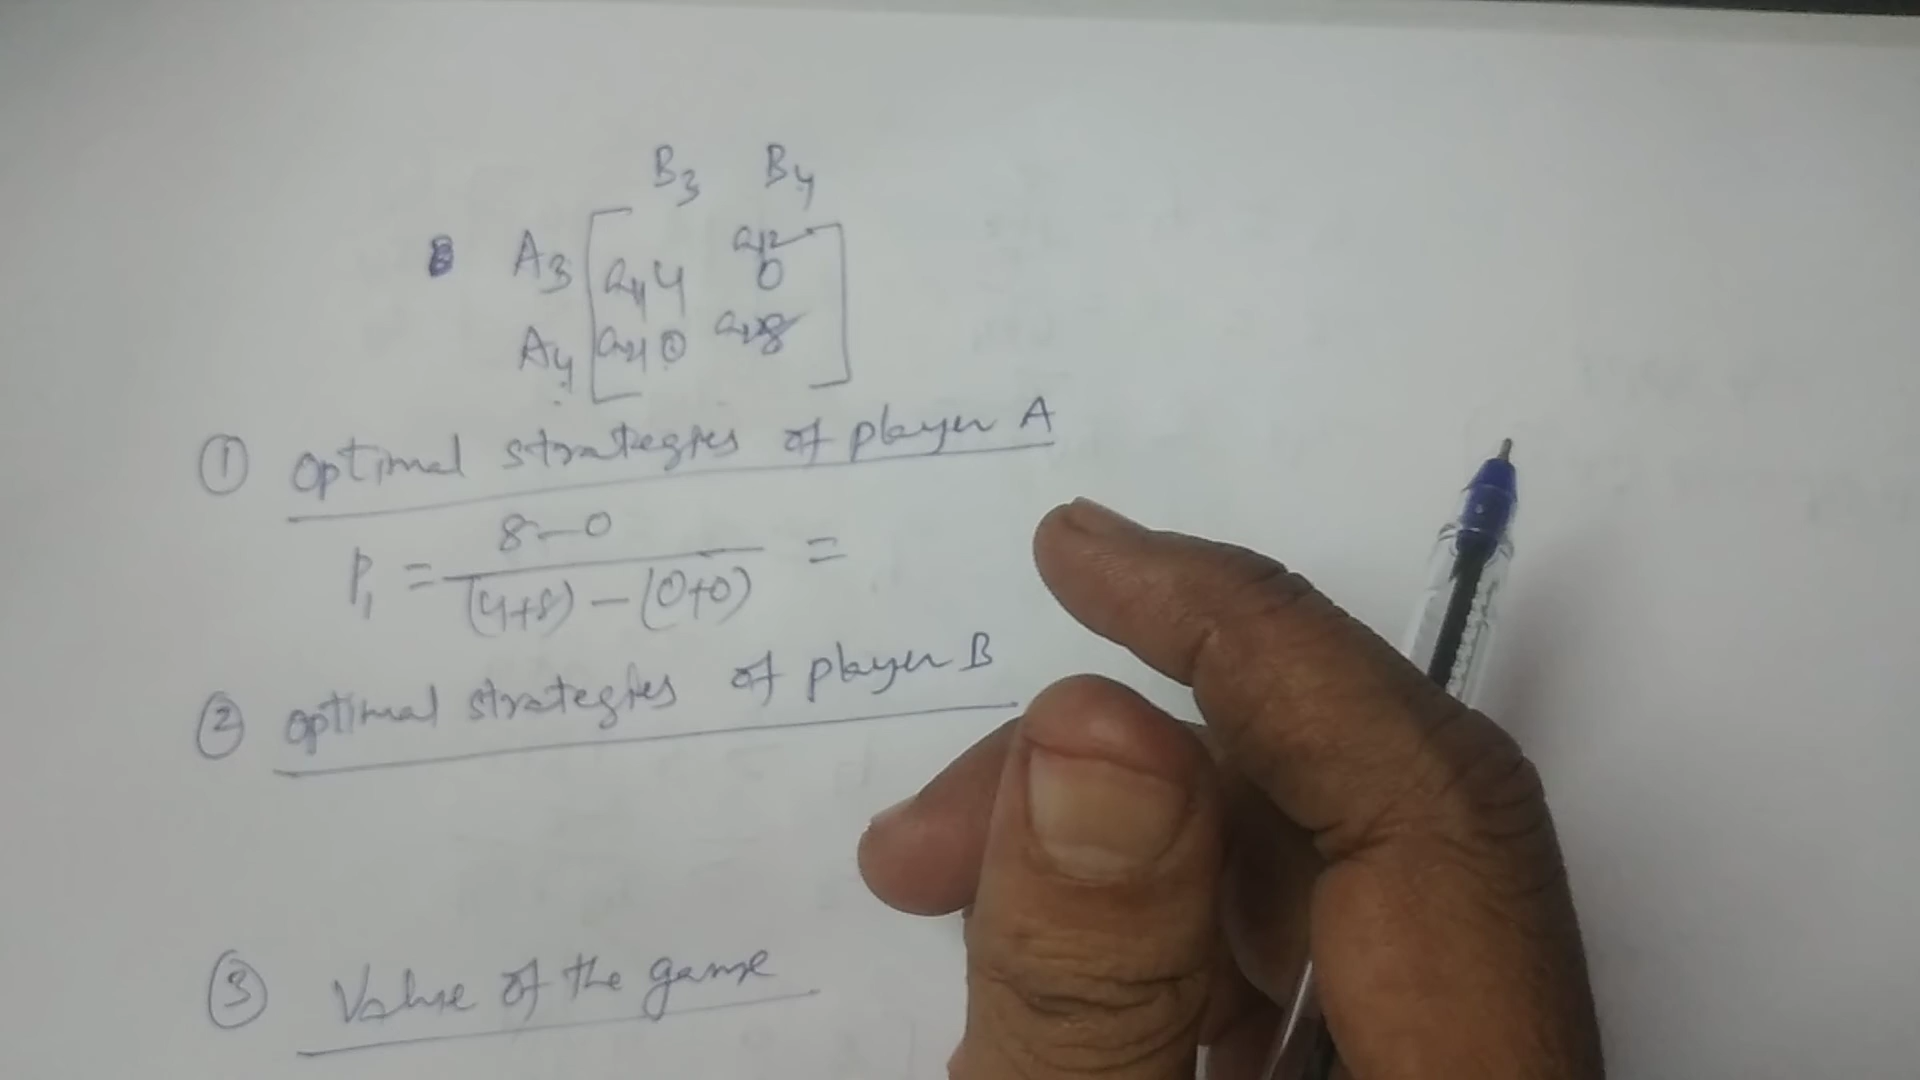 B3 B4
A3 a11 4 a12 0
A4 a21 0 a22 8
① optimal strategies of player A
P1 = 8-0 / (4+8) - (0+0) =
② optimal strategies of player B
③ Value of the game